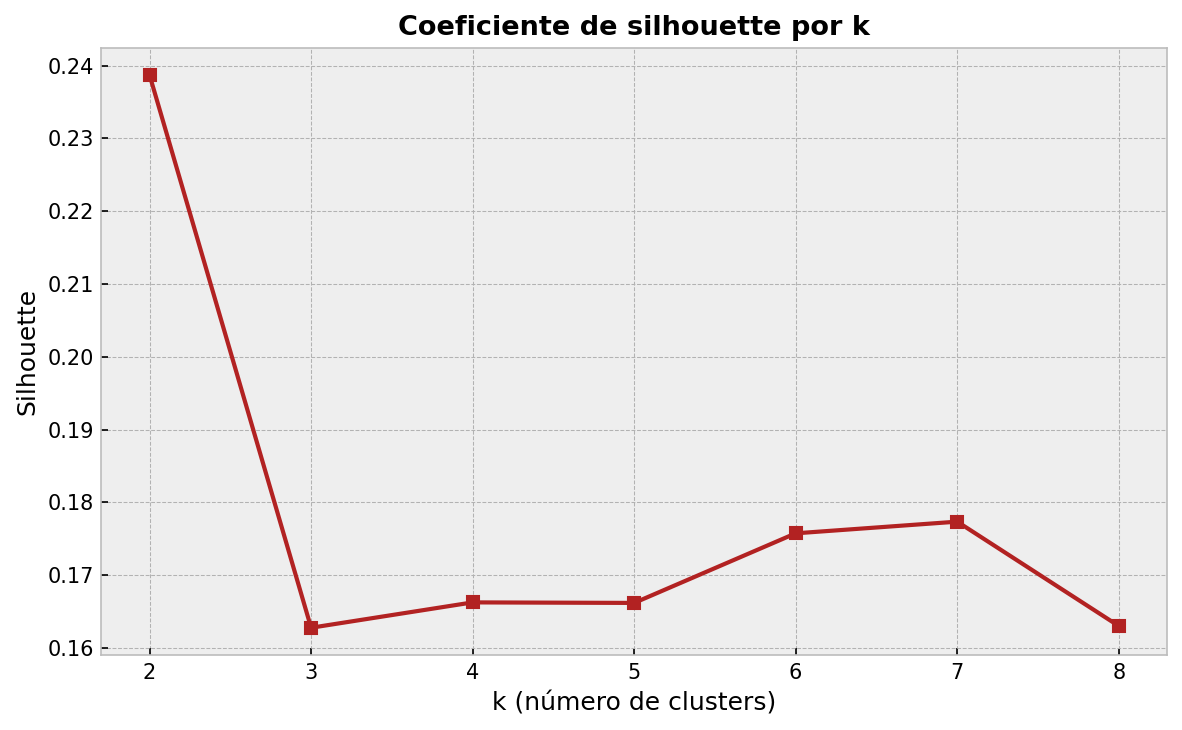 Coeficiente de silhouette por k
Silhouette
0.24
0.23
0.22
0.21
0.20
0.19
0.18
0.17
0.16
2 3 4 5 6 7 8
k (número de clusters)